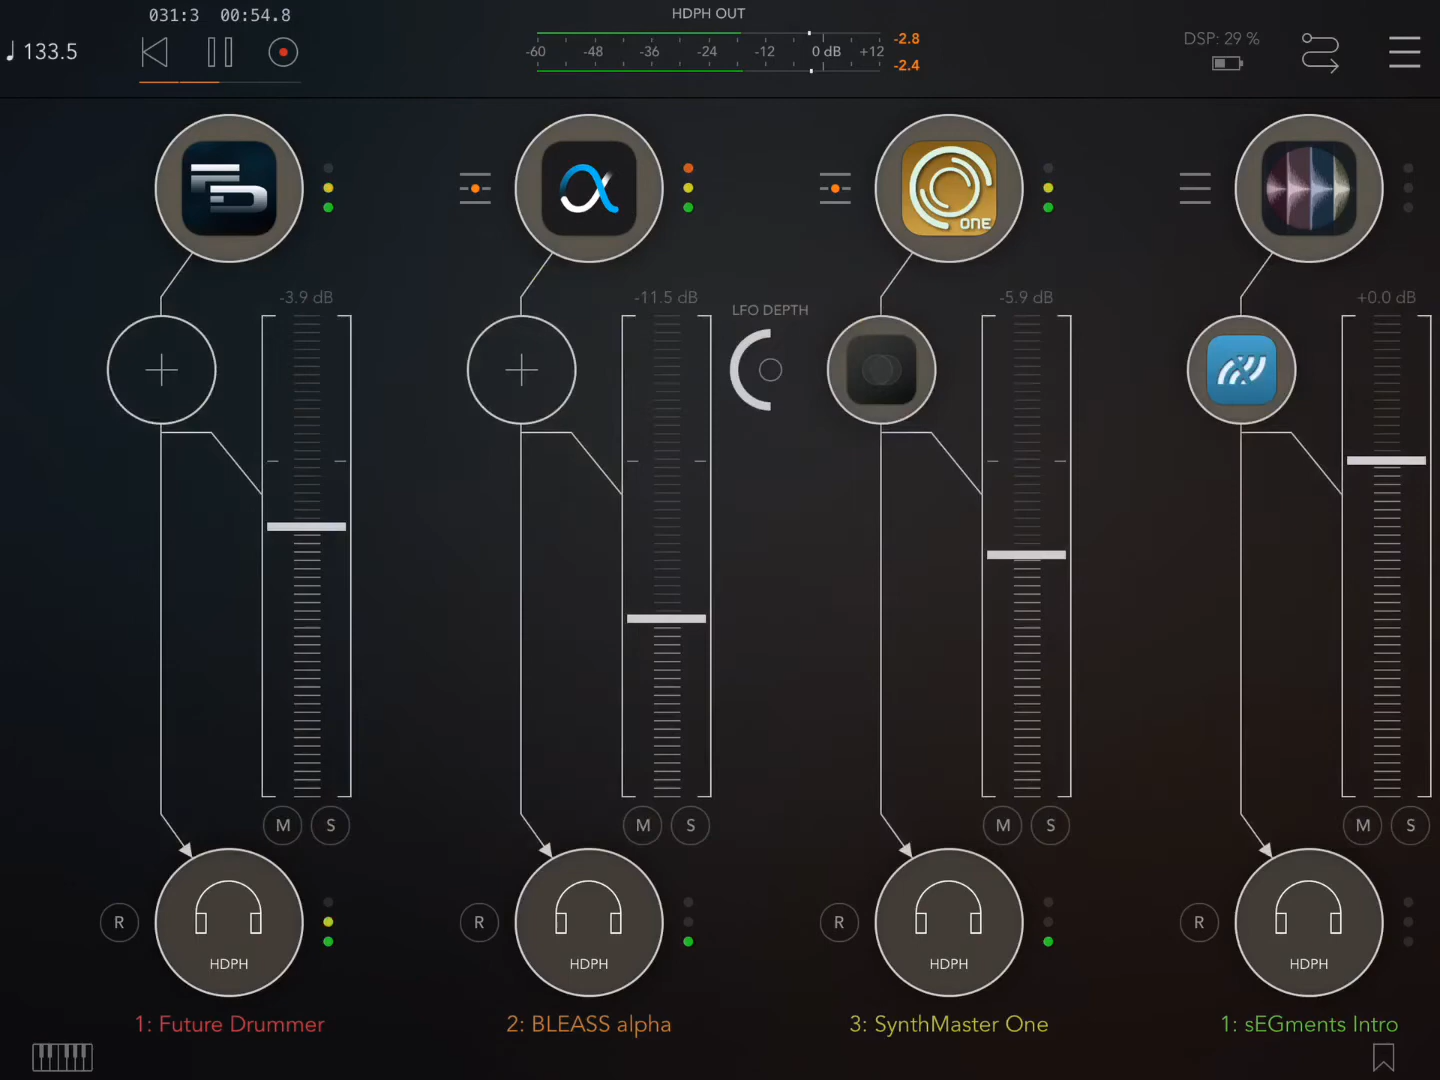 031:3 00:54.8
HDPH OUT
133.5
-60 -48 -36 -24 -12 0 dB +12
-2.8
-2.4
DSP: 29 %
FD
ONE
-3.9 dB
-11.5 dB
LFO DEPTH
-5.9 dB
+0.0 dB
M S
M S
M S
M S
R HDPH
R HDPH
R HDPH
R HDPH
1: Future Drummer
2: BLEASS alpha
3: SynthMaster One
1: sEGments Intro